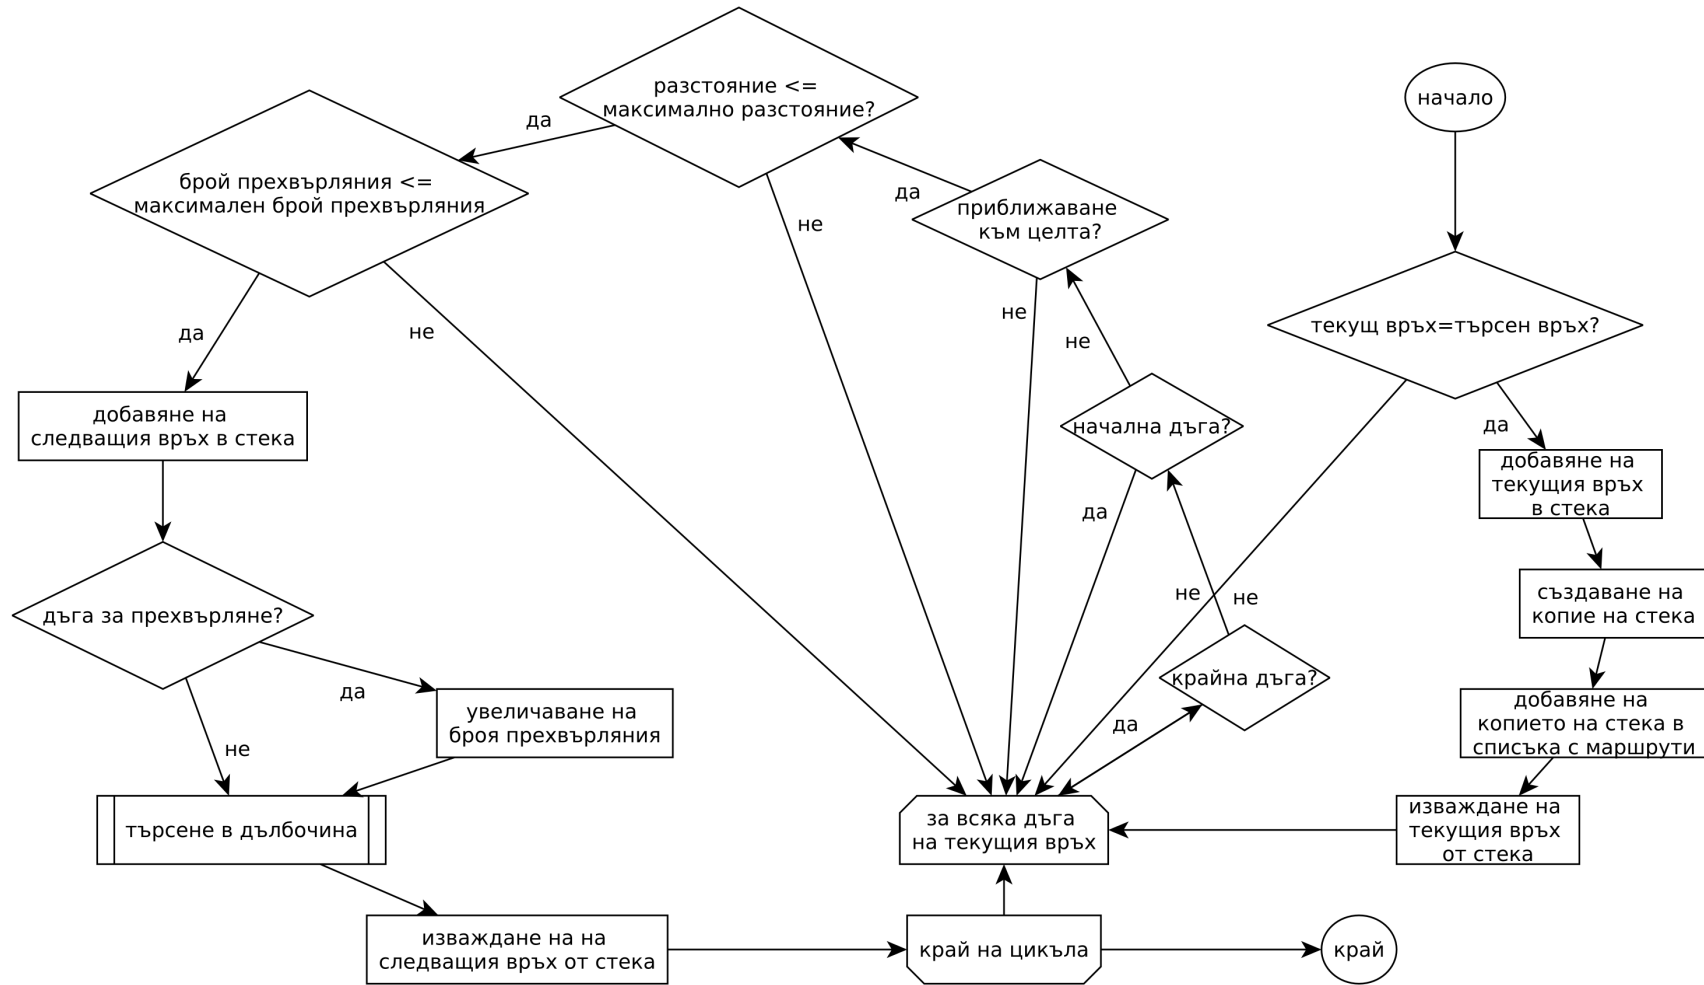 начало
текущ връх=търсен връх?
да
не
добавяне на
текущия връх
в стека
създаване на
копие на стека
добавяне на
копието на стека в
списъка с маршрути
изваждане на
текущия връх
от стека
за всяка дъга
на текущия връх
крайна дъга?
да
не
начална дъга?
да
не
приближаване
към целта?
не
да
разстояние <=
максимално разстояние?
не
да
брой прехвърляния <=
максимален брой прехвърляния
не
да
добавяне на
следващия връх в стека
дъга за прехвърляне?
да
не
увеличаване на
броя прехвърляния
търсене в дълбочина
изваждане на на
следващия връх от стека
край на цикъла
край